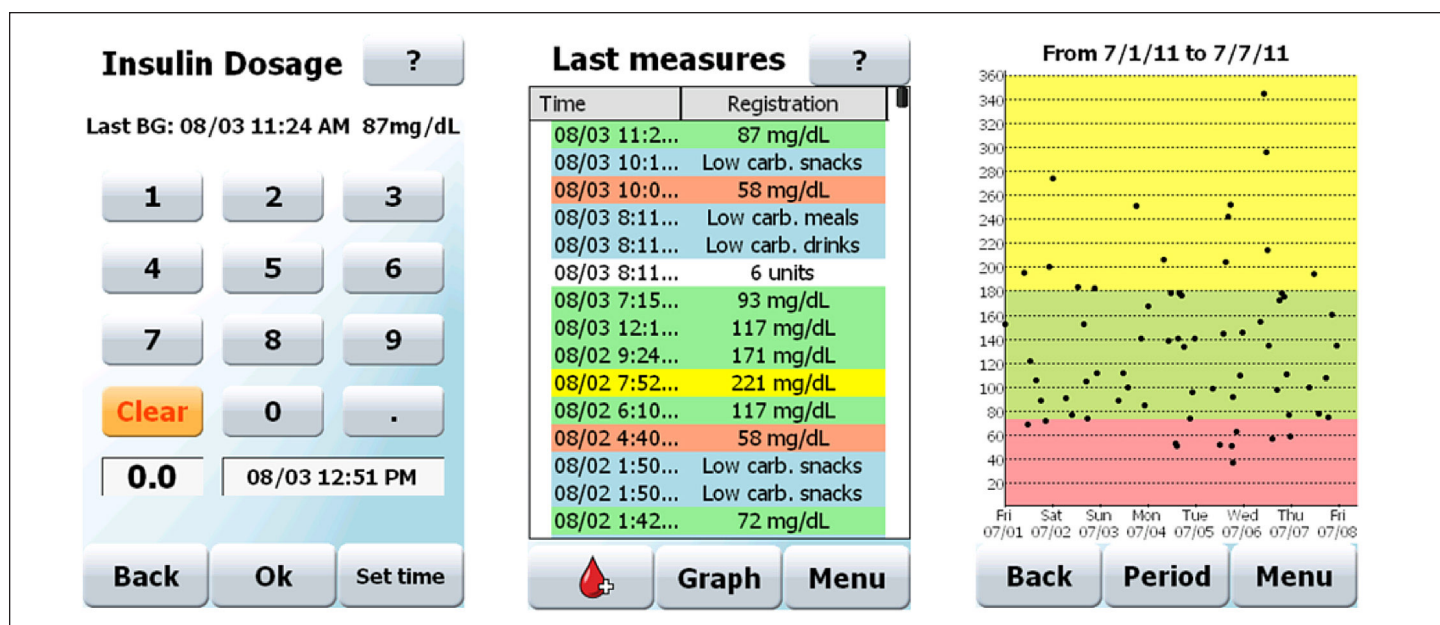 Insulin Dosage
?
Last BG: 08/03 11:24 AM 87mg/dL
1 2 3
4 5 6
7 8 9
Clear 0 .
0.0 08/03 12:51 PM
Back Ok Set time
Last measures ?
Time Registration
08/03 11:2... 87 mg/dL
08/03 10:1... Low carb. snacks
08/03 10:0... 58 mg/dL
08/03 8:11... Low carb. meals
08/03 8:11... Low carb. drinks
08/03 8:11... 6 units
08/03 7:15... 93 mg/dL
08/03 12:1... 117 mg/dL
08/02 9:24... 171 mg/dL
08/02 7:52... 221 mg/dL
08/02 6:10... 117 mg/dL
08/02 4:40... 58 mg/dL
08/02 1:50... Low carb. snacks
08/02 1:50... Low carb. snacks
08/02 1:42... 72 mg/dL
Graph Menu
From 7/1/11 to 7/7/11
360
340
320
300
280
260
240
220
200
180
160
140
120
100
80
60
40
20
Fri Sat Sun Mon Tue Wed Thu Fri
07/01 07/02 07/03 07/04 07/05 07/06 07/07 07/08
Back Period Menu